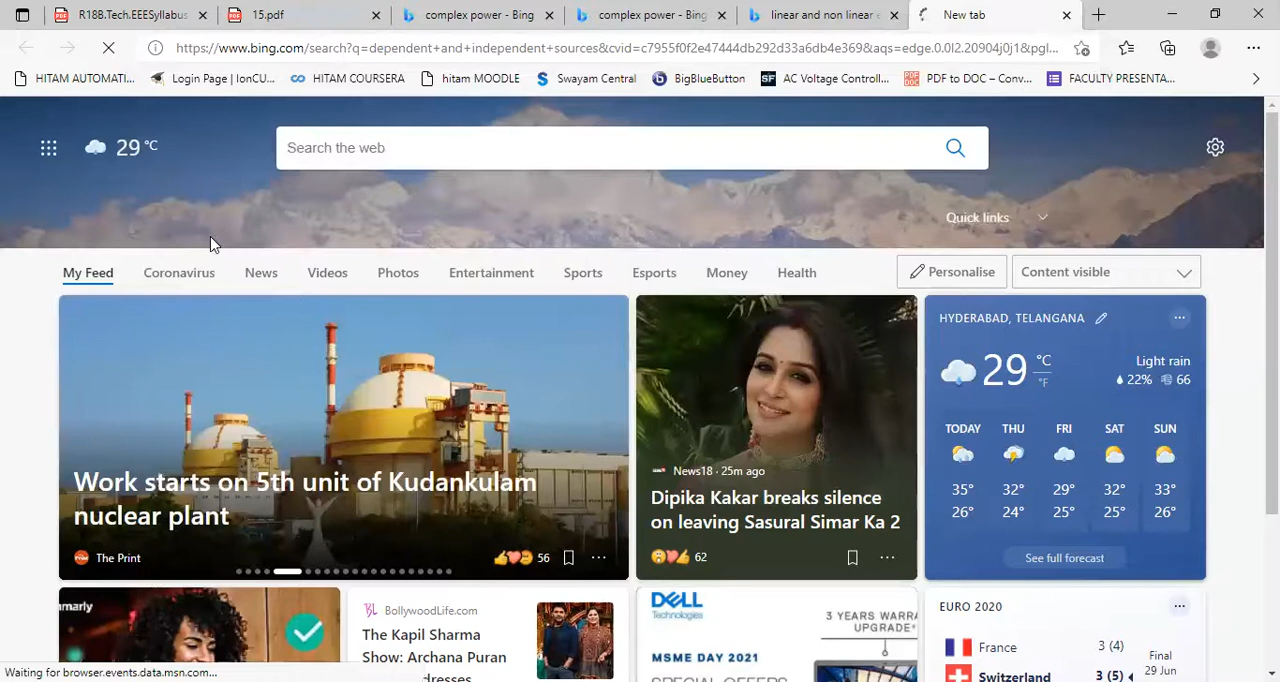 R18B.Tech.EEESyllabus
15.pdf
complex power - Bing
complex power - Bing
linear and non linear e
New tab
https://www.bing.com/search?q=dependent+and+independent+sources&cvid=c7955f0f2e47444db292d33a6db4e369&aqs=edge.0.0l2.20904j0j1&pgl...
HITAM AUTOMATI...
Login Page | IonCU...
HITAM COURSERA
hitam MOODLE
Swayam Central
BigBlueButton
AC Voltage Controll...
PDF to DOC – Conv...
FACULTY PRESENTA...
29 °C
Search the web
Quick links
My Feed
Coronavirus
News
Videos
Photos
Entertainment
Sports
Esports
Money
Health
Personalise
Content visible
Work starts on 5th unit of Kudankulam
nuclear plant
The Print
56
News18 · 25m ago
Dipika Kakar breaks silence
on leaving Sasural Simar Ka 2
62
HYDERABAD, TELANGANA
29 °C
°F
Light rain
22% 66
TODAY THU FRI SAT SUN
35° 32° 29° 32° 33°
26° 24° 25° 25° 26°
See full forecast
BollywoodLife.com
The Kapil Sharma
Show: Archana Puran
DELL
Technologies
3 YEARS WARRA
UPGRADE*
MSME DAY 2021
SPECIAL OFFERS
EURO 2020
France 3 (4)
Switzerland 3 (5)
Final
29 Jun
Waiting for browser.events.data.msn.com...